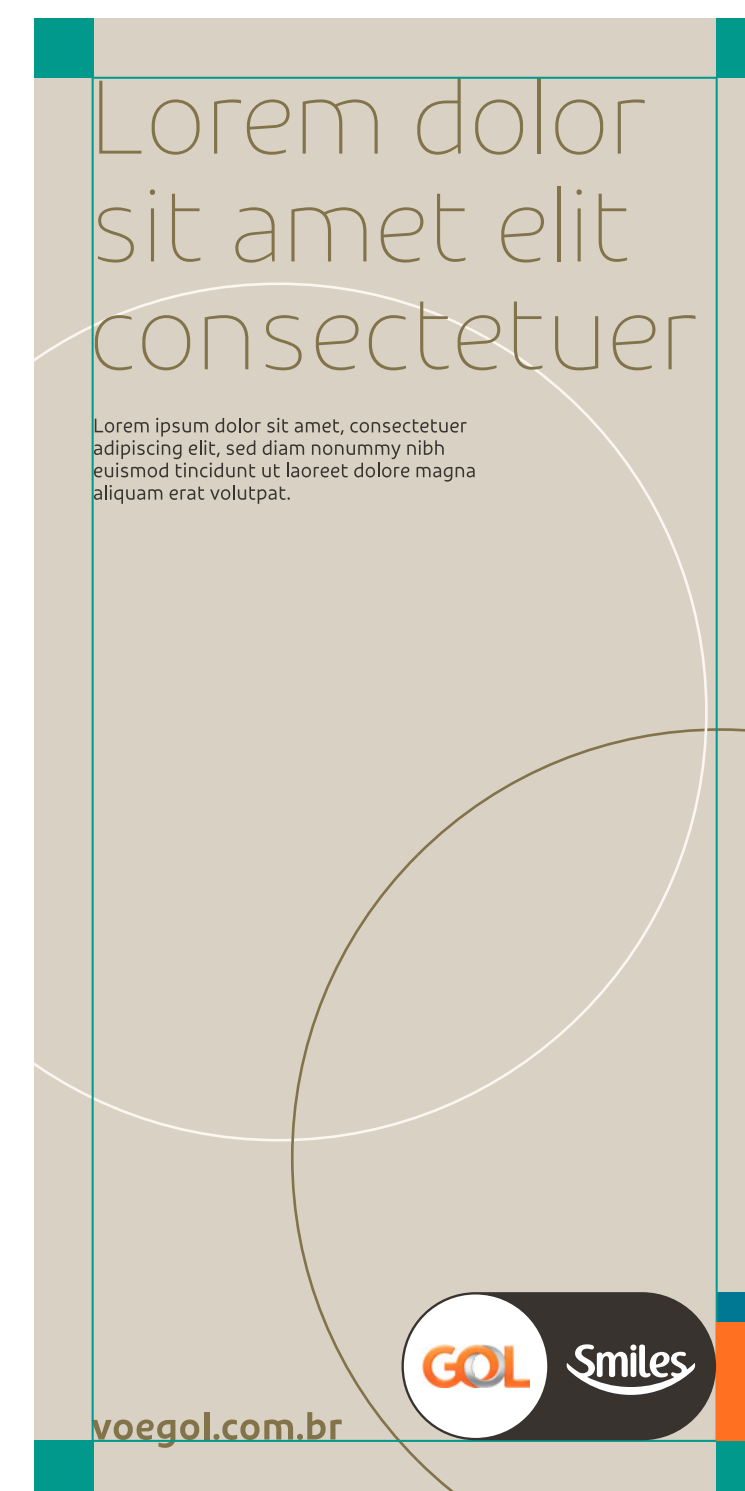 Lorem dolor
sit amet elit
consectetuer
Lorem ipsum dolor sit amet, consectetuer
adipiscing elit, sed diam nonummy nibh
euismod tincidunt ut laoreet dolore magna
aliquam erat volutpat.
GOL Smiles
voegol.com.br